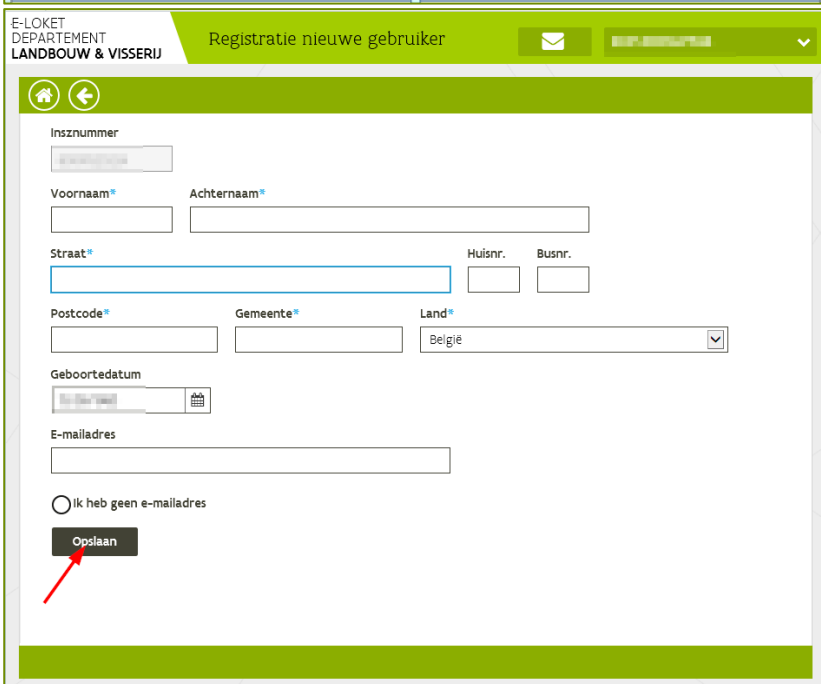 E-LOKET
DEPARTEMENT
LANDBOUW & VISSERIJ
Registratie nieuwe gebruiker
Insznummer
Voornaam* Achternaam*
Straat* Huisnr. Busnr.
Postcode* Gemeente* Land*
België
Geboortedatum
E-mailadres
Ik heb geen e-mailadres
Opslaan